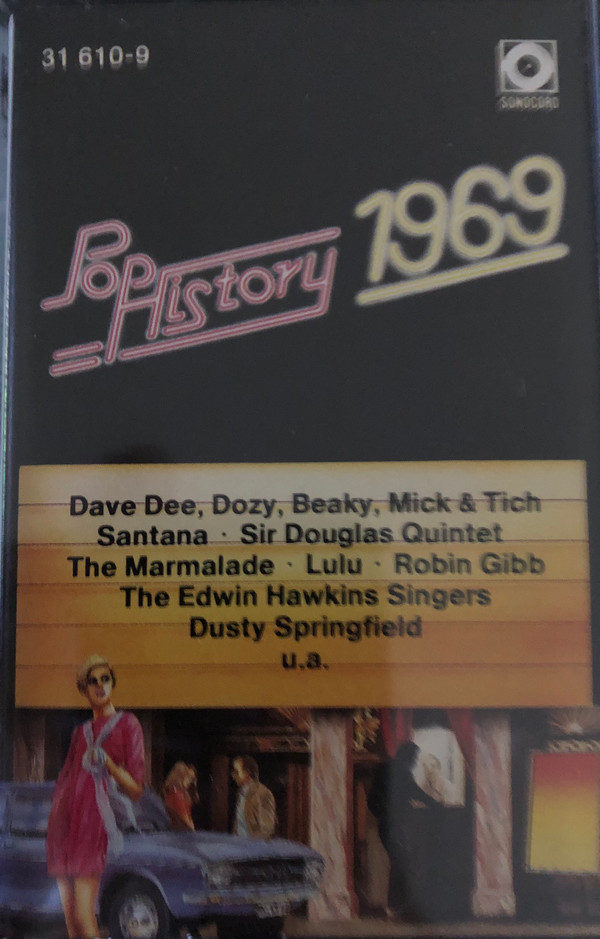 31 610-9
SONOCORD
Pop History 1969
Dave Dee, Dozy, Beaky, Mick & Tich
Santana · Sir Douglas Quintet
The Marmalade · Lulu · Robin Gibb
The Edwin Hawkins Singers
Dusty Springfield
u.a.